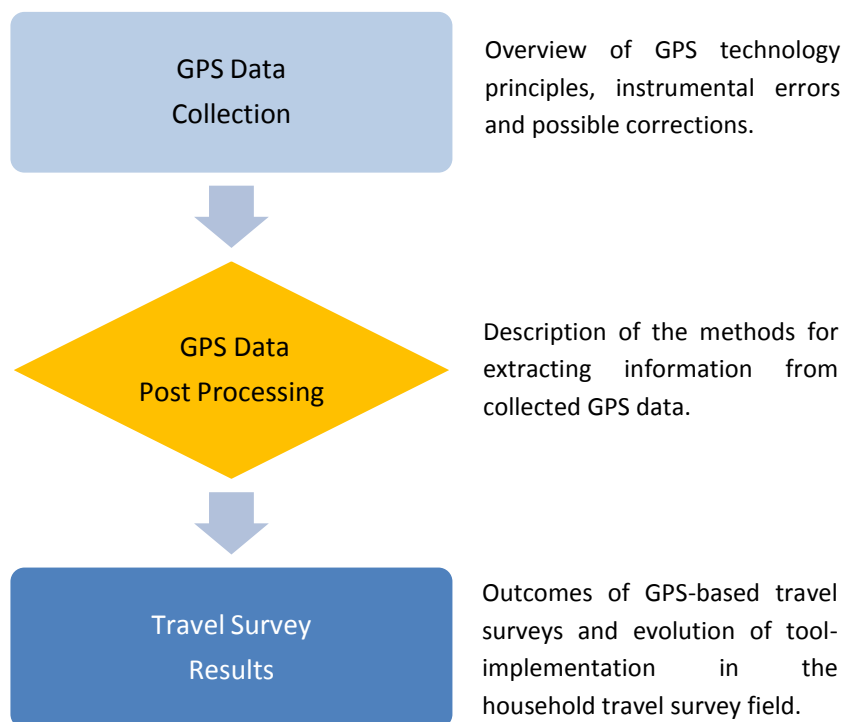 GPS Data
Collection
Overview of GPS technology
principles, instrumental errors
and possible corrections.
GPS Data
Post Processing
Description of the methods for
extracting information from
collected GPS data.
Travel Survey
Results
Outcomes of GPS-based travel
surveys and evolution of tool-
implementation in the
household travel survey field.